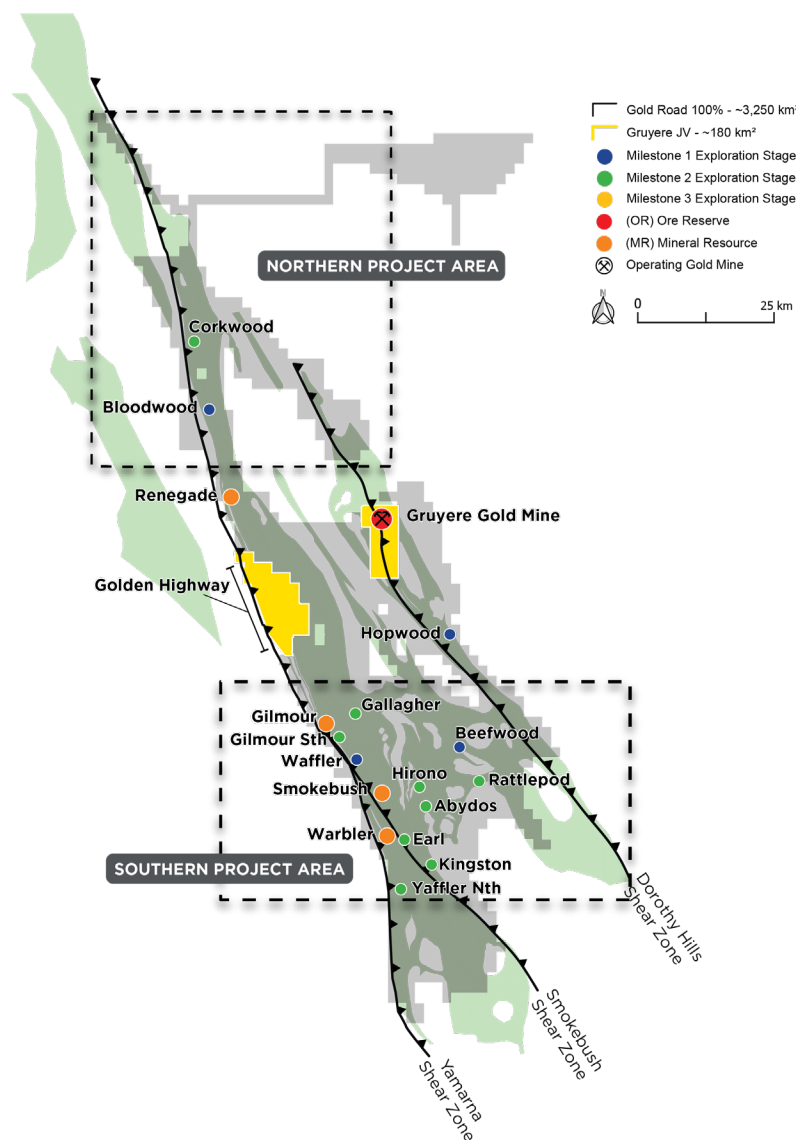 Gold Road 100% - ~3,250 km²
Gruyere JV - ~180 km²
Milestone 1 Exploration Stage
Milestone 2 Exploration Stage
Milestone 3 Exploration Stage
(OR) Ore Reserve
(MR) Mineral Resource
Operating Gold Mine
N
0 25 km
NORTHERN PROJECT AREA
Corkwood
Bloodwood
Renegade
Gruyere Gold Mine
Golden Highway
Hopwood
Gallagher
Gilmour
Beefwood
Gilmour Sth
Waffler
Hirono
Rattlepod
Smokebush
Abydos
Warbler
Earl
Kingston
SOUTHERN PROJECT AREA
Yaffler Nth
Dorothy Hills
Shear Zone
Smokebush
Shear Zone
Yamarna
Shear Zone